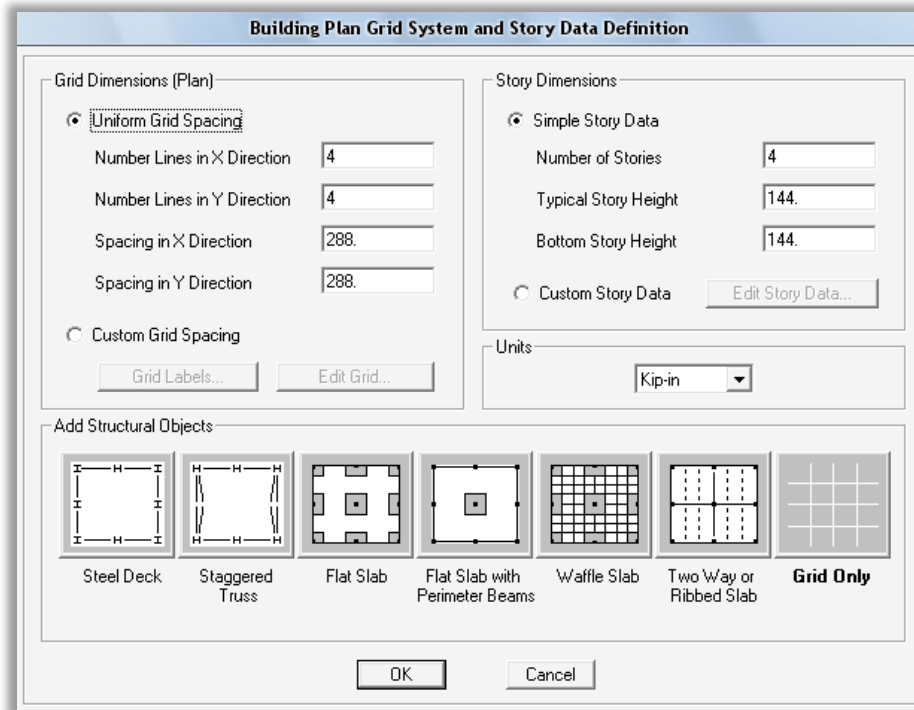 Building Plan Grid System and Story Data Definition
Grid Dimensions (Plan)
Uniform Grid Spacing
Number Lines in X Direction 4
Number Lines in Y Direction 4
Spacing in X Direction 288.
Spacing in Y Direction 288.
Custom Grid Spacing
Grid Labels... Edit Grid...
Story Dimensions
Simple Story Data
Number of Stories 4
Typical Story Height 144.
Bottom Story Height 144.
Custom Story Data Edit Story Data...
Units
Kip-in
Add Structural Objects
Steel Deck
Staggered
Truss
Flat Slab
Flat Slab with
Perimeter Beams
Waffle Slab
Two Way or
Ribbed Slab
Grid Only
OK Cancel